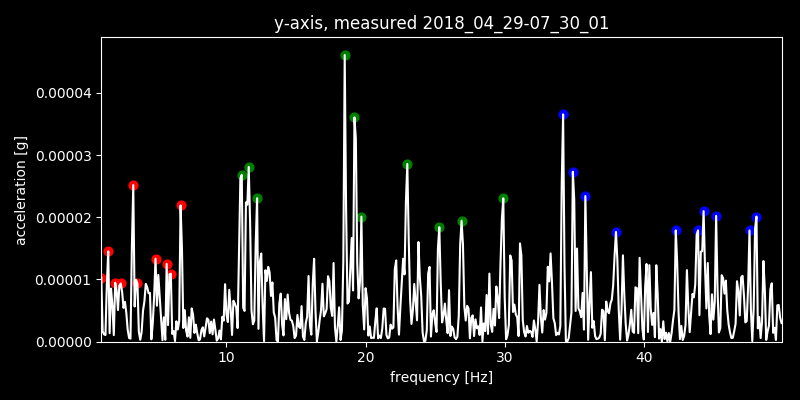 y-axis, measured 2018_04_29-07_30_01
acceleration [g]
0.00004
0.00003
0.00002
0.00001
0.00000
10 20 30 40
frequency [Hz]